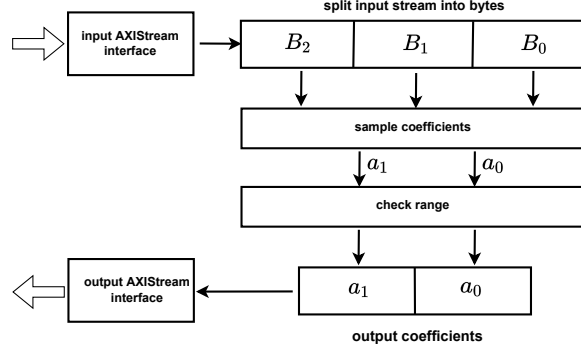 split input stream into bytes
input AXIStream
interface
B₂ B₁ B₀
sample coefficients
a₁ a₀
check range
output AXIStream
interface
a₁ a₀
output coefficients